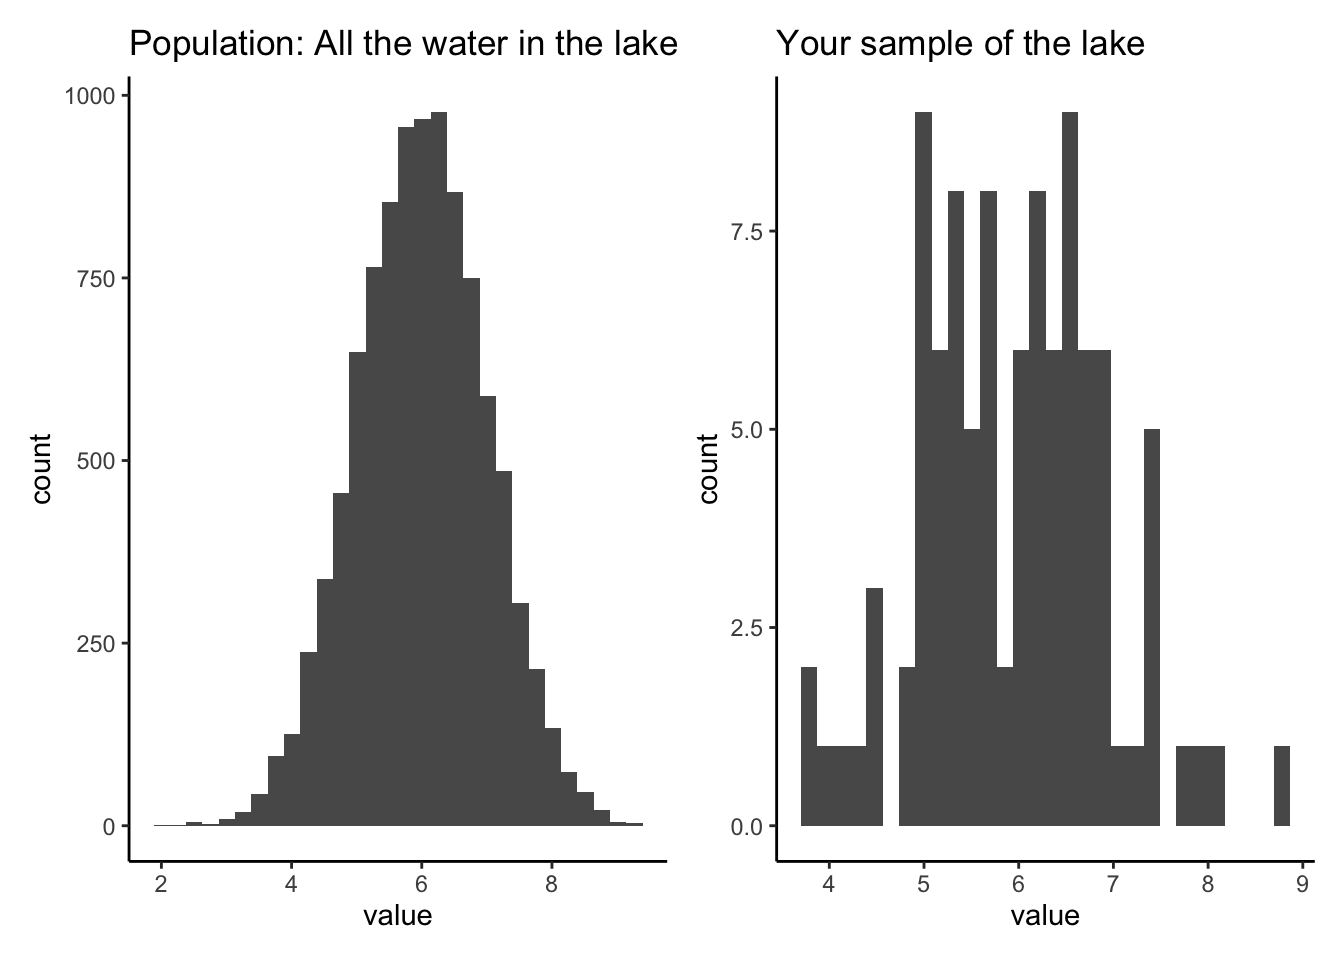 Population: All the water in the lake
1000
750
500
250
0
count
2 4 6 8
value
Your sample of the lake
7.5
5.0
2.5
0.0
count
4 5 6 7 8 9
value